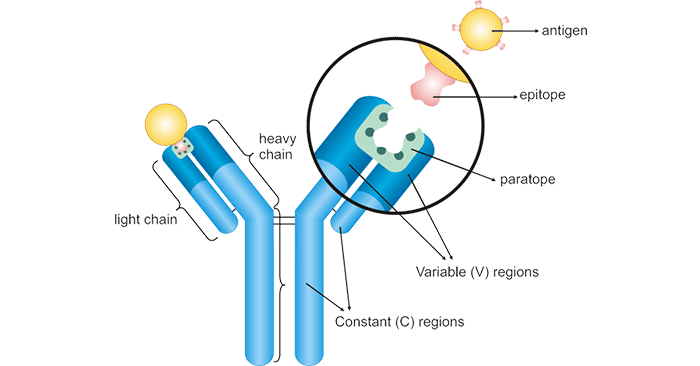 antigen
epitope
heavy
chain
paratope
light chain
Variable (V) regions
Constant (C) regions